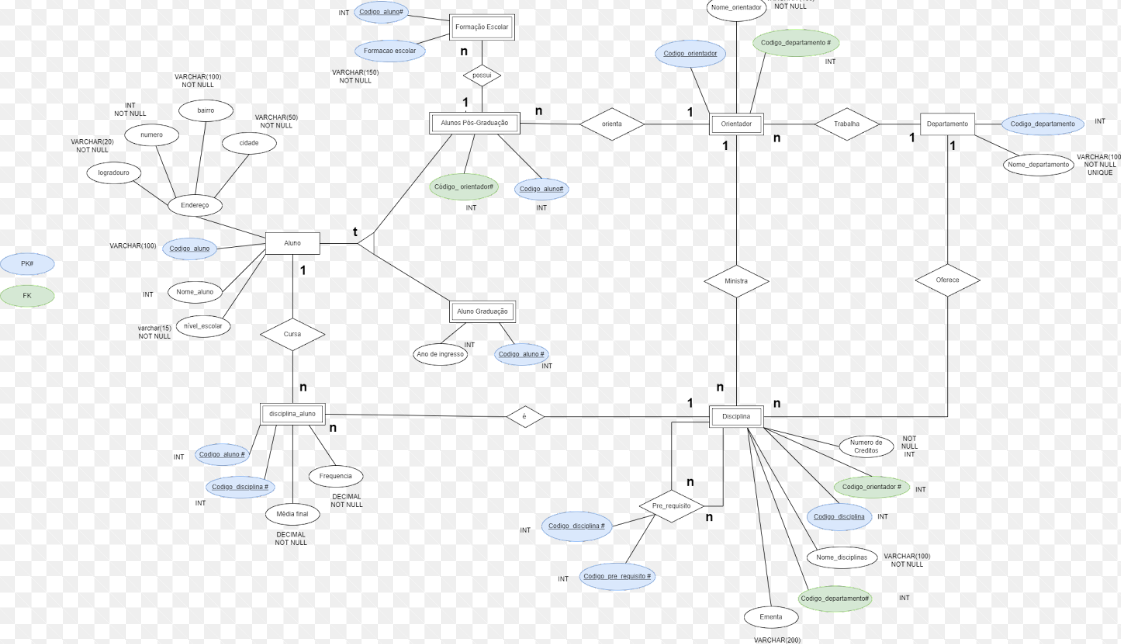 INT
Codigo_aluno#
Formação Escolar
Formacao escolar
VARCHAR(150)
NOT NULL
n
possui
1
Nome_orientador
NOT NULL
Codigo_orientador
Codigo_departamento #
INT
VARCHAR(100)
NOT NULL
bairro
INT
NOT NULL
numero
VARCHAR(50)
NOT NULL
cidade
VARCHAR(20)
NOT NULL
logradouro
Endereço
Alunos Pós-Graduação
n
orienta
1
Orientador
n
Trabalha
1
Departamento
1
1
Codigo_departamento
INT
Nome_departamento
VARCHAR(100
NOT NULL
UNIQUE
Código_ orientador#
INT
Codigo_aluno#
INT
VARCHAR(100)
Codigo_aluno
Aluno
t
1
PK#
FK
INT
Nome_aluno
varchar(15)
NOT NULL
nível_escolar
Cursa
Aluno Graduação
Ano de ingresso
INT
Codigo_aluno #
INT
Ministra
Oferece
n
disciplina_aluno
n
é
1
n
Disciplina
n
INT
Codigo_aluno #
Codigo_disciplina #
INT
Média final
DECIMAL
NOT NULL
Frequencia
DECIMAL
NOT NULL
n
Pre_requisito
n
INT
Codigo_disciplina #
INT
Codigo_pre_requisito #
Numero de
Creditos
NOT
NULL
INT
Codigo_orientador #
INT
Codigo_disciplina
INT
Nome_disciplinas
VARCHAR(100)
NOT NULL
Codigo_departamento#
INT
Ementa
VARCHAR(200)